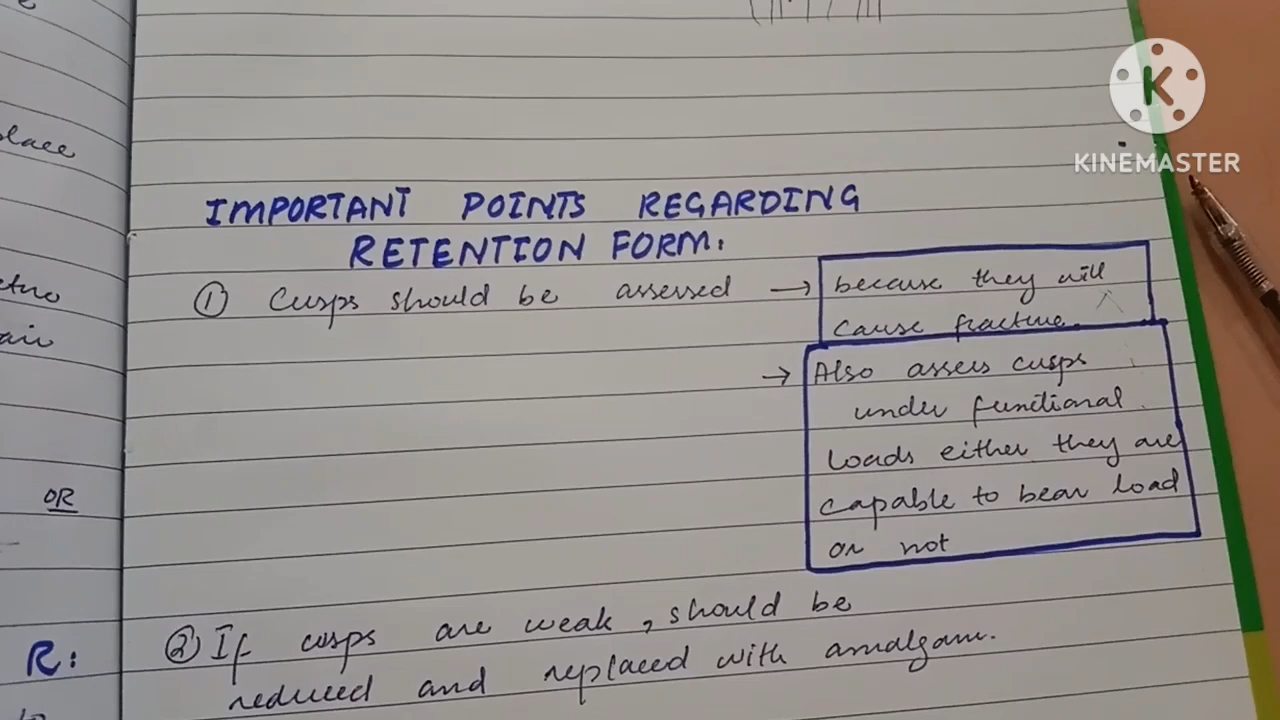 K
KINEMASTER
place
OR
R:
IMPORTANT POINTS REGARDING
RETENTION FORM.
① Cusps should be assessed → because they will
cause fracture.
→ Also assess cusps
under functional
loads either they are
capable to bear load
or not
② If cusps are weak, should be
reduced and replaced with amalgam.